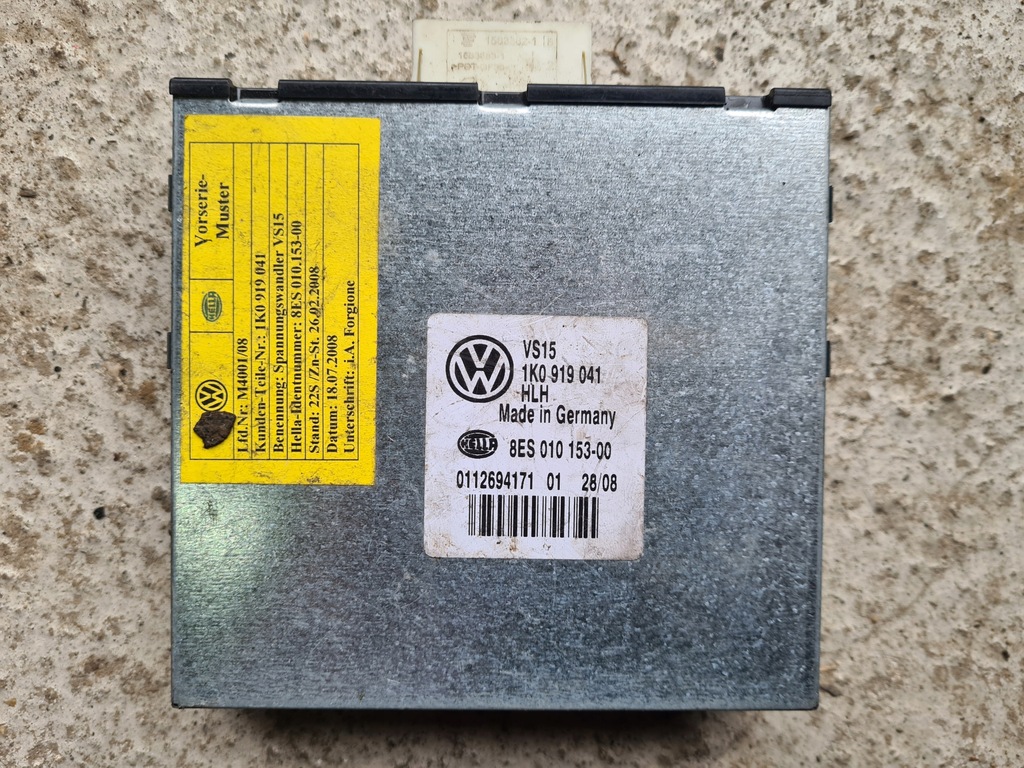 Vorserie-
Muster
HELLA
Lfd.Nr: M4001/08
Kunden-Teile-Nr.: 1K0 919 041
Benennung: Spannungswandler VS15
Hella-Identnummer: 8ES 010.153-00
Stand: 22S /Zn-St. 26.02.2008
Datum: 18.07.2008
Unterschrift: i.A. Forgione
VS15
1K0 919 041
HLH
Made in Germany
HELLA 8ES 010 153-00
0112694171 01 28/08